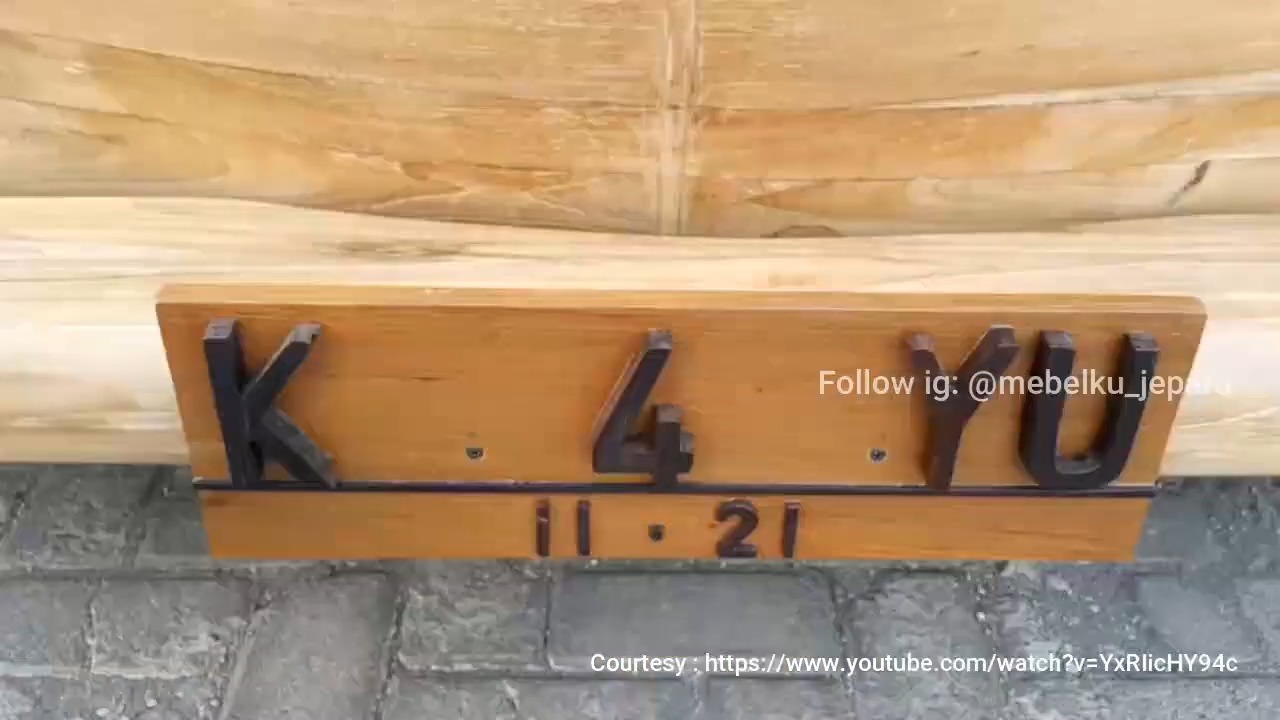 K 4 YU
Follow ig: @mebelku_jepara
11 · 21
Courtesy : https://www.youtube.com/watch?v=YxRIicHY94c